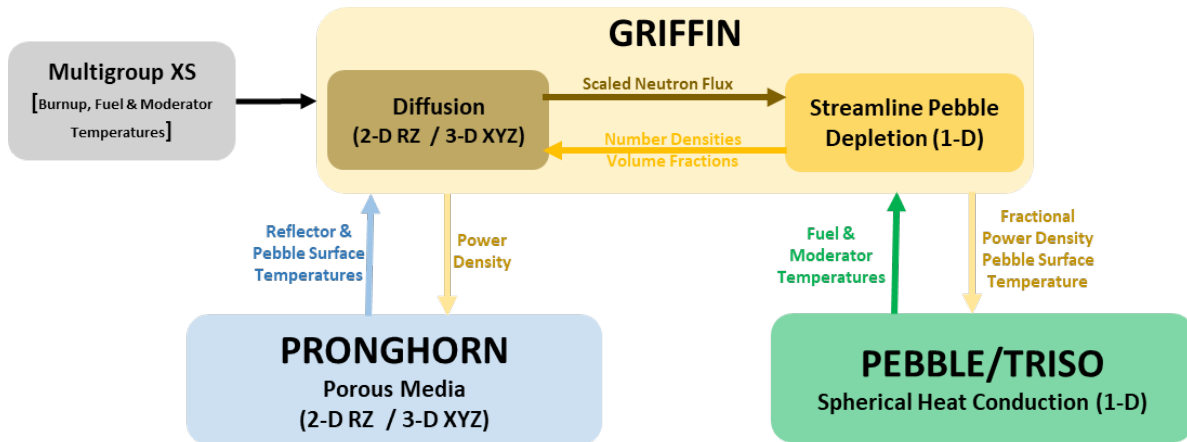 GRIFFIN
Multigroup XS
[Burnup, Fuel & Moderator
Temperatures]
Diffusion
(2-D RZ / 3-D XYZ)
Scaled Neutron Flux
Number Densities
Volume Fractions
Streamline Pebble
Depletion (1-D)
Reflector &
Pebble Surface
Temperatures
Power
Density
Fuel &
Moderator
Temperatures
Fractional
Power Density
Pebble Surface
Temperature
PRONGHORN
Porous Media
(2-D RZ / 3-D XYZ)
PEBBLE/TRISO
Spherical Heat Conduction (1-D)